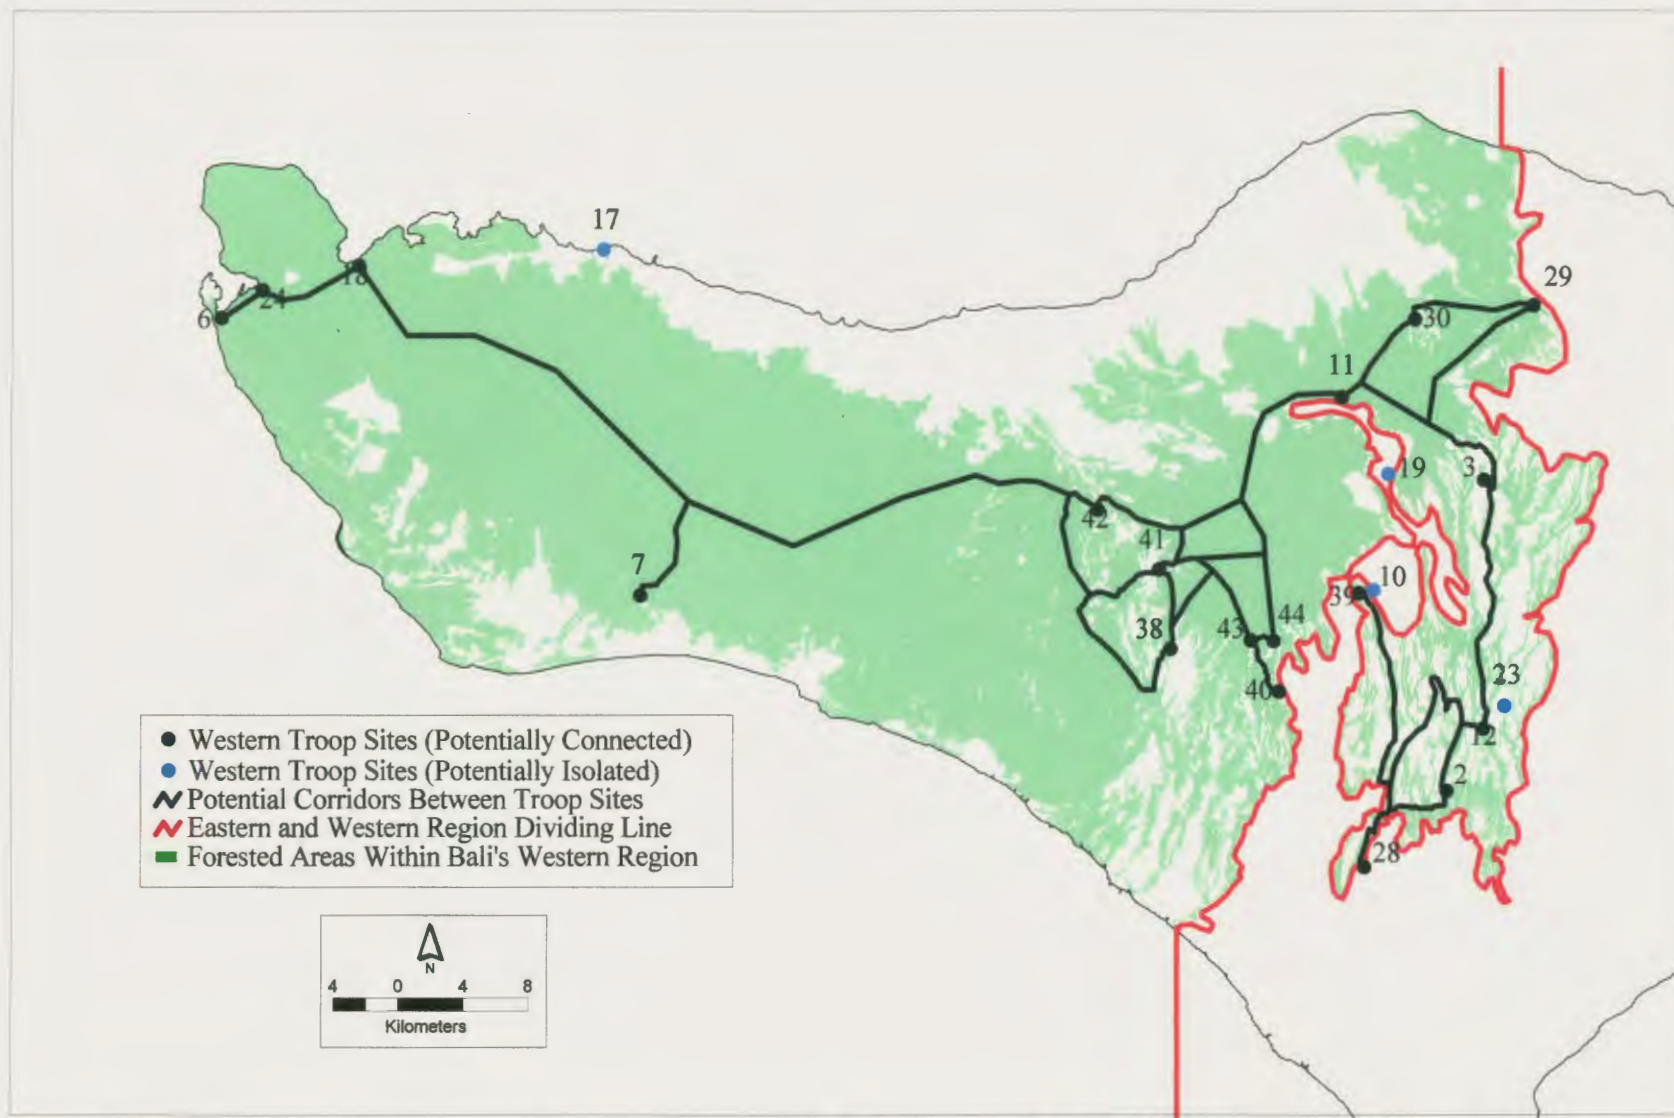 17
29
18
24
6
30
11
19
3
42
41
7
10
39
38
43
44
40
23
12
2
28
Western Troop Sites (Potentially Connected)
Western Troop Sites (Potentially Isolated)
Potential Corridors Between Troop Sites
Eastern and Western Region Dividing Line
Forested Areas Within Bali's Western Region
N
4 0 4 8
Kilometers